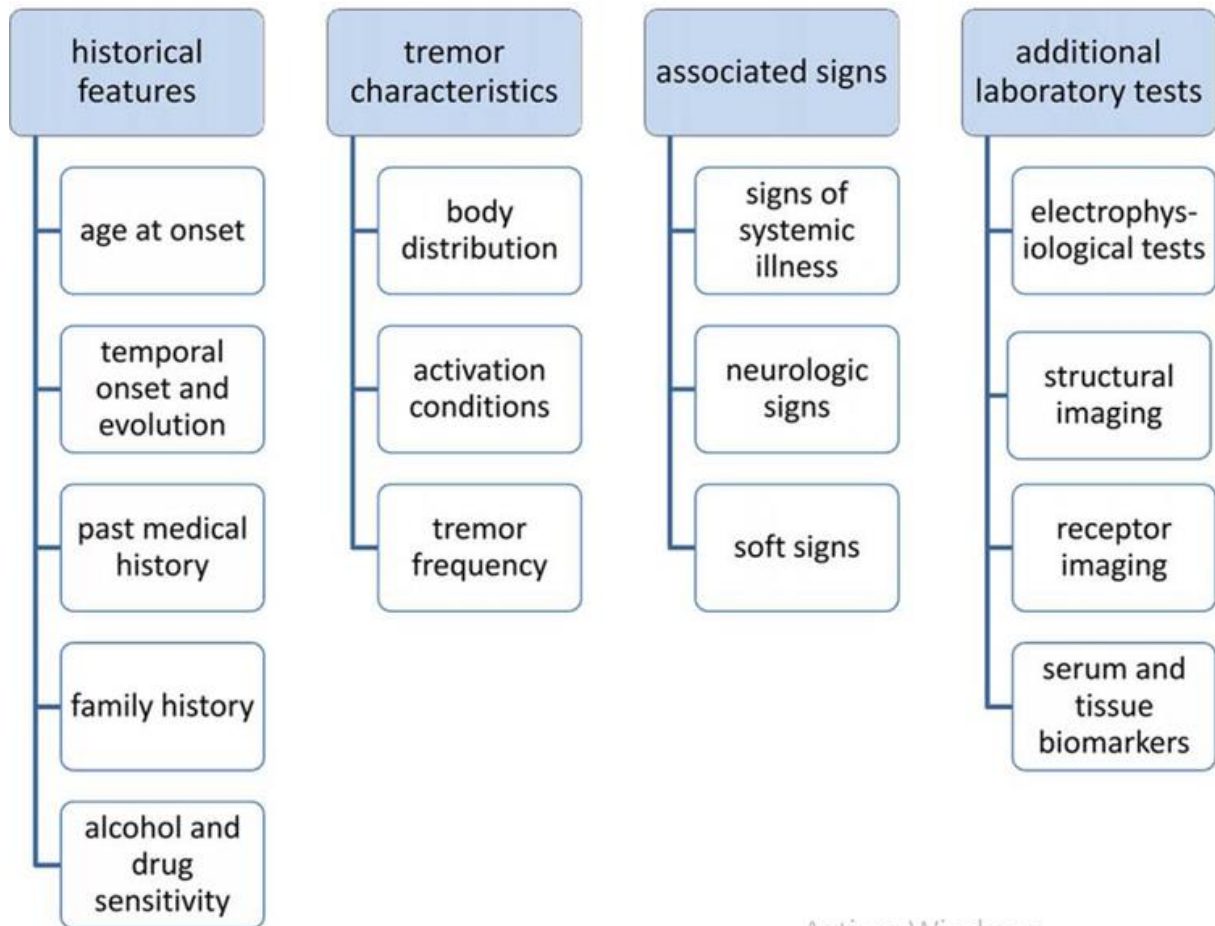 historical
features
age at onset
temporal
onset and
evolution
past medical
history
family history
alcohol and
drug
sensitivity
tremor
characteristics
body
distribution
activation
conditions
tremor
frequency
associated signs
signs of
systemic
illness
neurologic
signs
soft signs
additional
laboratory tests
electrophys-
iological tests
structural
imaging
receptor
imaging
serum and
tissue
biomarkers